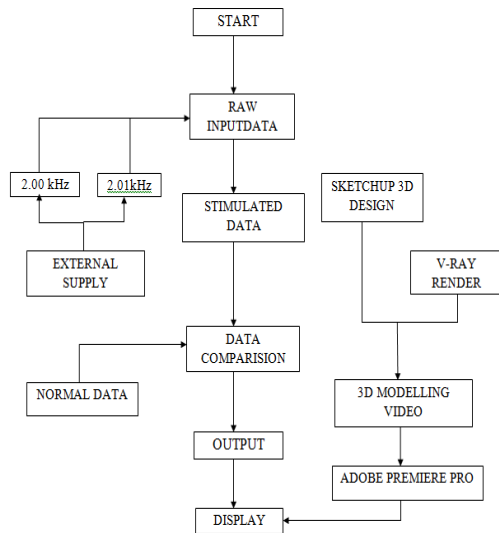 START
RAW
INPUTDATA
2.00 kHz
2.01kHz
SKETCHUP 3D
DESIGN
STIMULATED
DATA
EXTERNAL
SUPPLY
V-RAY
RENDER
DATA
COMPARISION
NORMAL DATA
3D MODELLING
VIDEO
OUTPUT
ADOBE PREMIERE PRO
DISPLAY